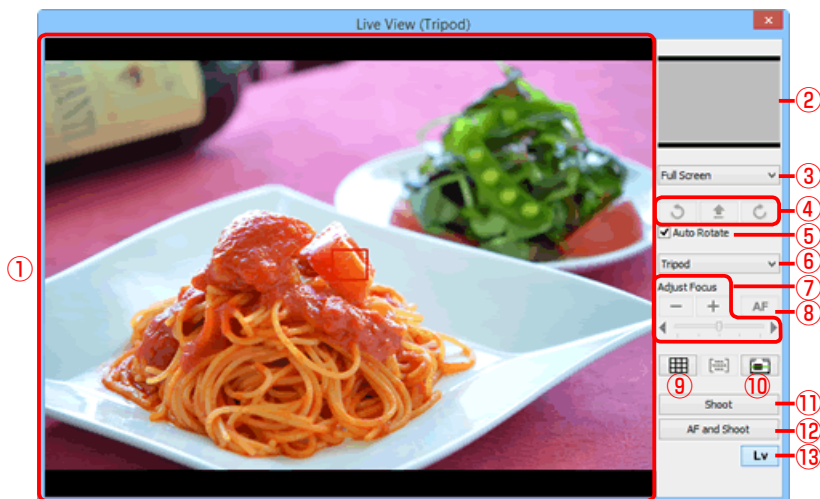 Live View (Tripod)
①
②
Full Screen
③
④
Auto Rotate
⑤
Tripod
⑥
Adjust Focus
⑦
AF
⑧
⑨
⑩
Shoot
⑪
AF and Shoot
⑫
Lv
⑬